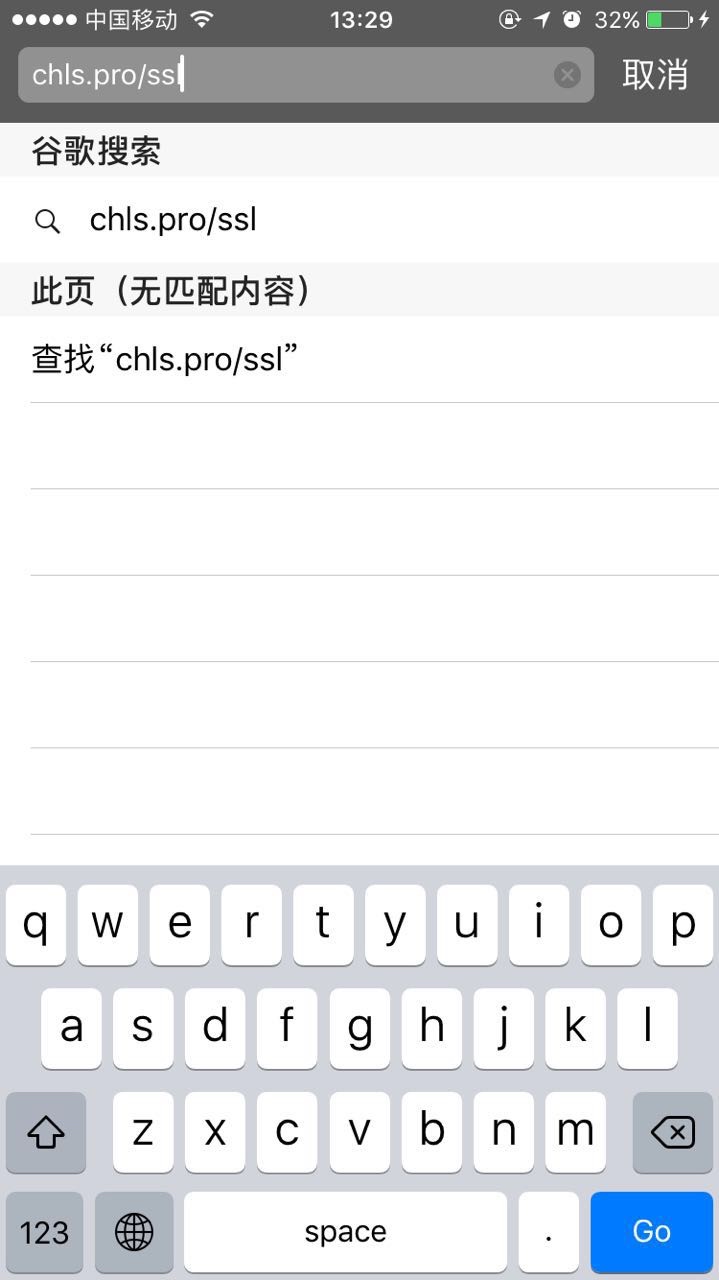 中国移动 13:29 32%
chls.pro/ssl 取消
谷歌搜索
chls.pro/ssl
此页（无匹配内容）
查找“chls.pro/ssl”
q w e r t y u i o p
a s d f g h j k l
z x c v b n m
123 space . Go